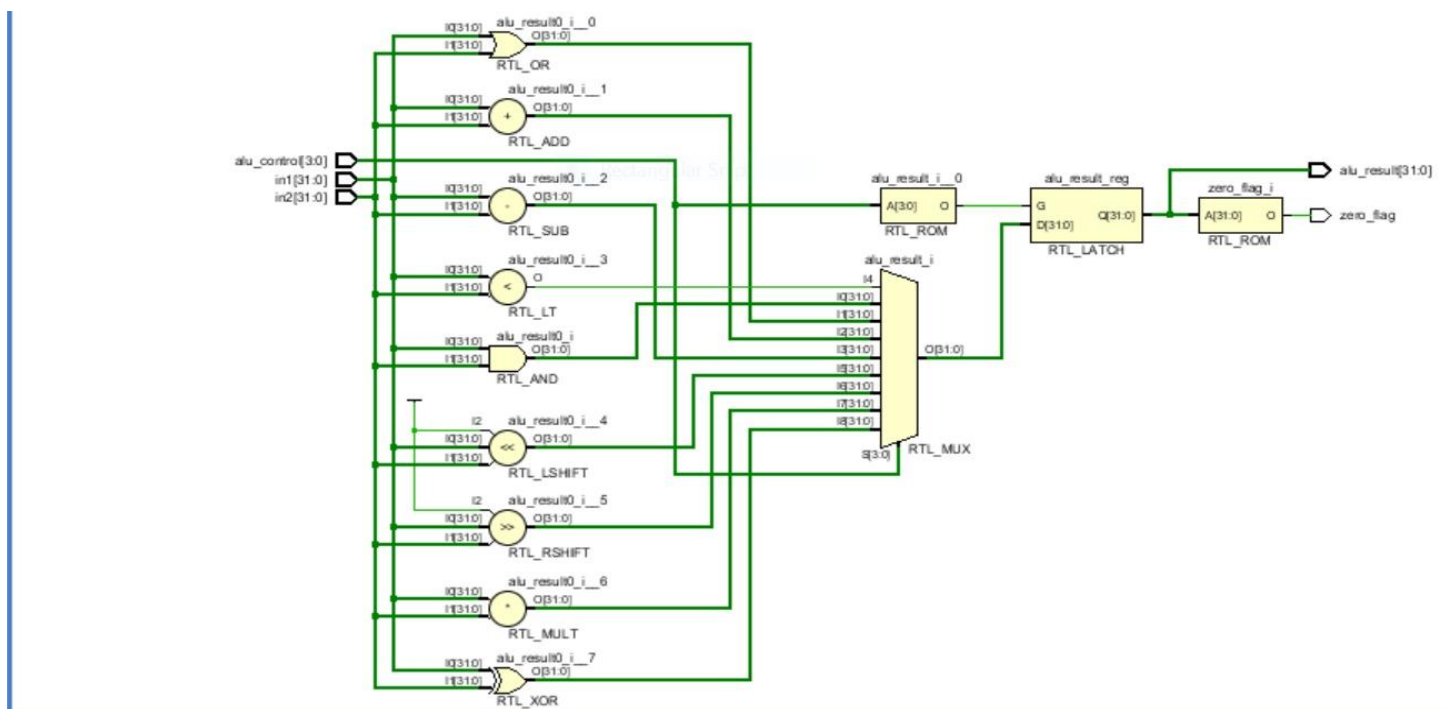 alu_result0_i__0
I0[31:0]
I1[31:0]
O[31:0]
RTL_OR
alu_result0_i__1
I0[31:0]
I1[31:0]
O[31:0]
+
RTL_ADD
alu_control[3:0]
in1[31:0]
in2[31:0]
alu_result0_i__2
I0[31:0]
I1[31:0]
O[31:0]
-
RTL_SUB
alu_result0_i__3
I0[31:0]
I1[31:0]
O
<
RTL_LT
alu_result0_i
I0[31:0]
I1[31:0]
O[31:0]
RTL_AND
alu_result0_i__4
I2
I0[31:0]
I1[31:0]
O[31:0]
<<
RTL_LSHIFT
alu_result0_i__5
I2
I0[31:0]
I1[31:0]
O[31:0]
>>
RTL_RSHIFT
alu_result0_i__6
I0[31:0]
I1[31:0]
O[31:0]
*
RTL_MULT
alu_result0_i__7
I0[31:0]
I1[31:0]
O[31:0]
RTL_XOR
Rectangular Snip
alu_result_i__0
A[3:0] O
RTL_ROM
alu_result_i
I4
I0[31:0]
I1[31:0]
I2[31:0]
I3[31:0]
I5[31:0]
I6[31:0]
I7[31:0]
I8[31:0]
S[3:0]
O[31:0]
RTL_MUX
alu_result_reg
G
D[31:0]
Q[31:0]
RTL_LATCH
zero_flag_i
A[31:0] O
RTL_ROM
alu_result[31:0]
zero_flag